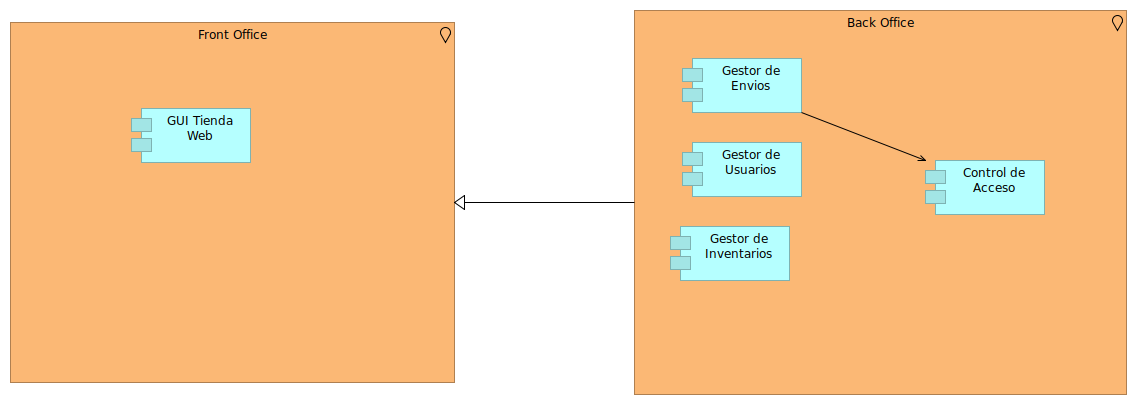 Front Office
GUI Tienda
Web
Back Office
Gestor de
Envios
Gestor de
Usuarios
Control de
Acceso
Gestor de
Inventarios